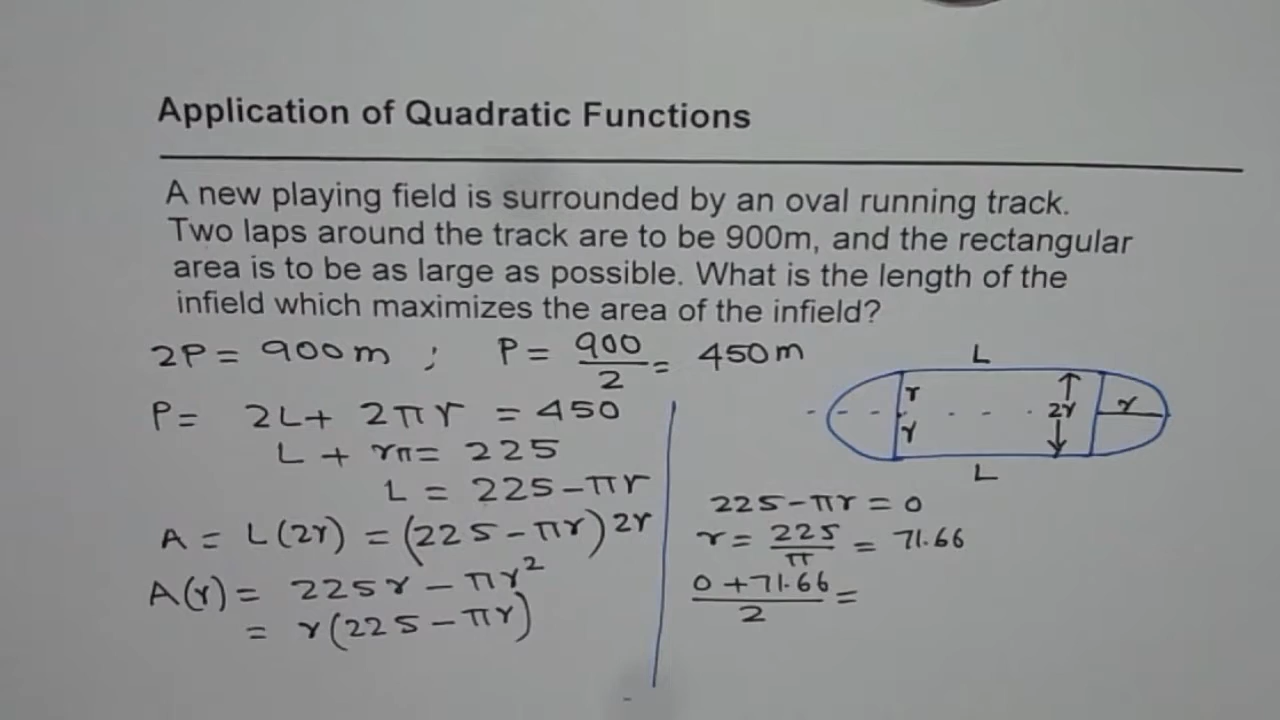 Application of Quadratic Functions
A new playing field is surrounded by an oval running track.
Two laps around the track are to be 900m, and the rectangular
area is to be as large as possible. What is the length of the
infield which maximizes the area of the infield?
2P = 900m ; P = 900/2 = 450m
P = 2L + 2πr = 450
L + rπ = 225
L = 225 - πr
A = L(2r) = (225 - πr)2r
A(r) = 225r - πr²
= r(225 - πr)
L
r
r
2r
r
L
225 - πr = 0
r = 225/π = 71.66
0 + 71.66/2 =